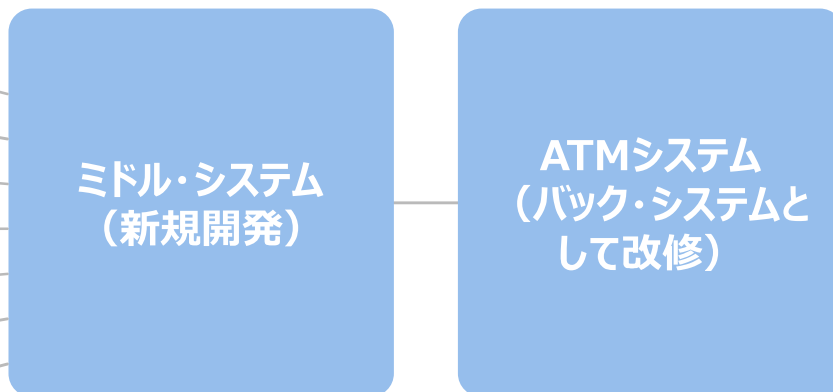 ミドル・システム
（新規開発）
ATMシステム
（バック・システムと
して改修）